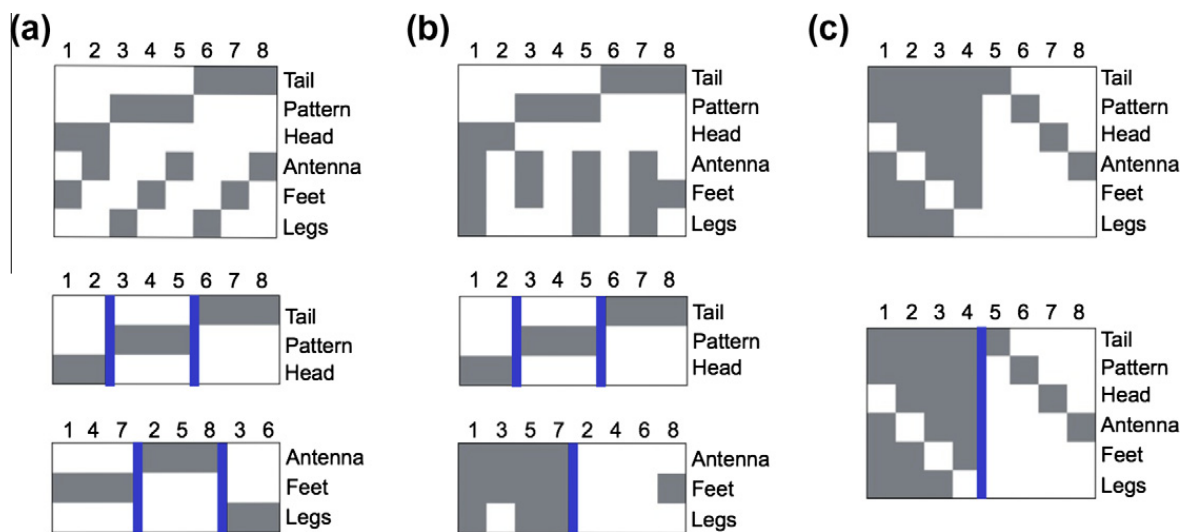 (a)
1 2 3 4 5 6 7 8
Tail
Pattern
Head
Antenna
Feet
Legs
1 2 3 4 5 6 7 8
Tail
Pattern
Head
1 4 7 2 5 8 3 6
Antenna
Feet
Legs
(b)
1 2 3 4 5 6 7 8
Tail
Pattern
Head
Antenna
Feet
Legs
1 2 3 4 5 6 7 8
Tail
Pattern
Head
1 3 5 7 2 4 6 8
Antenna
Feet
Legs
(c)
1 2 3 4 5 6 7 8
Tail
Pattern
Head
Antenna
Feet
Legs
1 2 3 4 5 6 7 8
Tail
Pattern
Head
Antenna
Feet
Legs